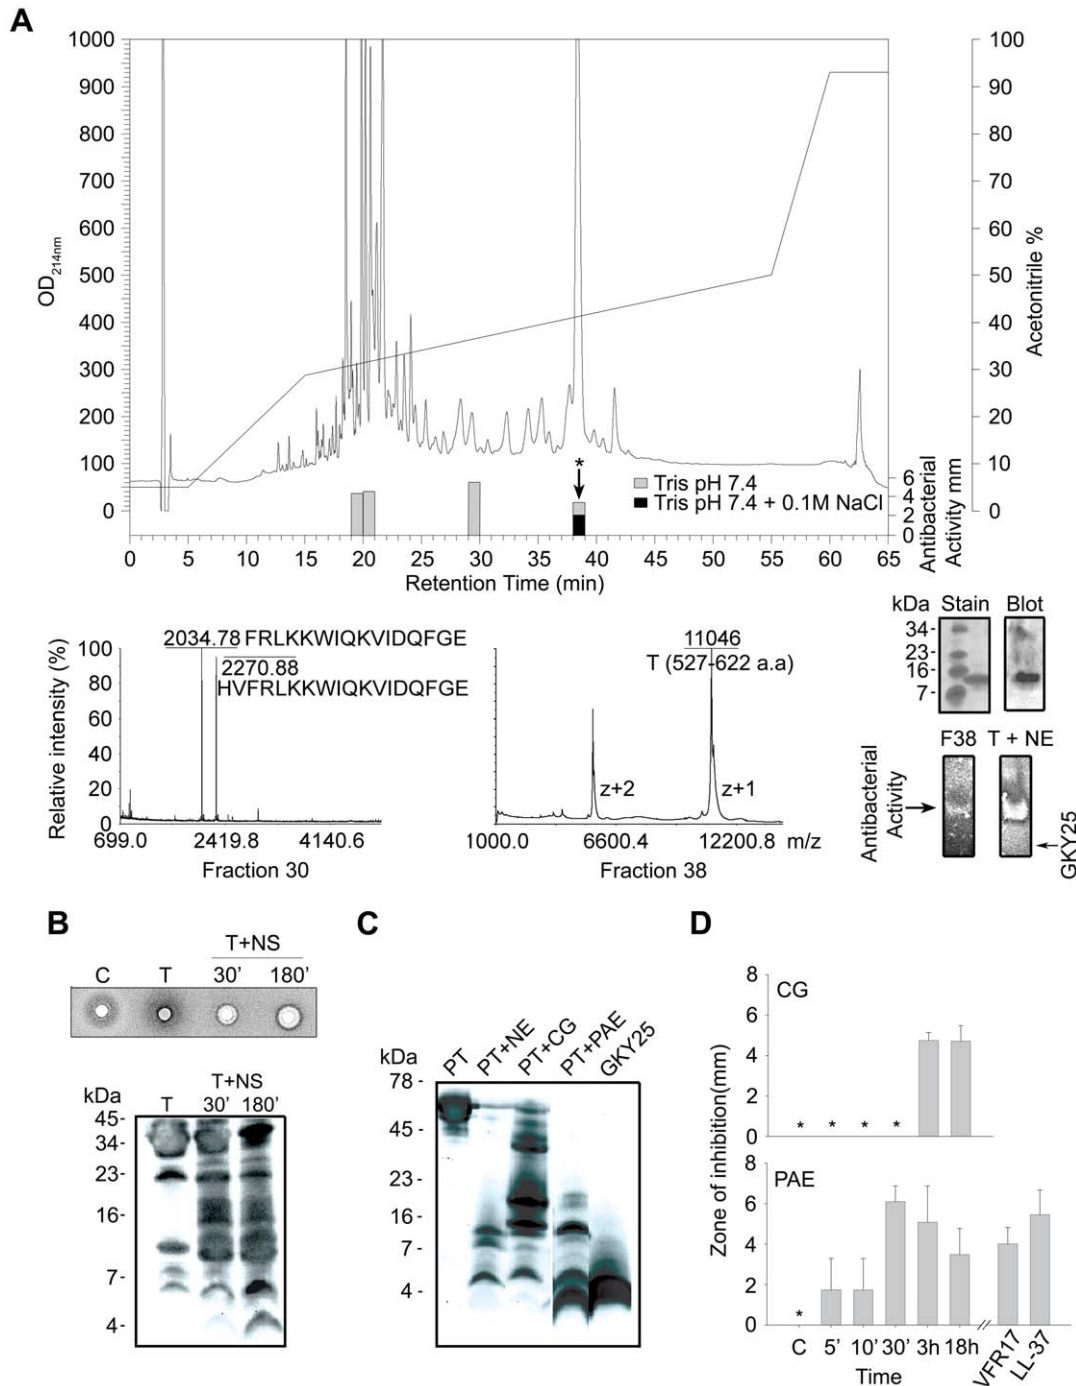 A
1000
900
800
700
600
500
400
300
200
100
0
OD214nm
100
90
80
70
60
50
40
30
20
10
0
Acetonitrile %
*
Tris pH 7.4
Tris pH 7.4 + 0.1M NaCl
6
4
2
0
Antibacterial
Activity mm
0 5 10 15 20 25 30 35 40 45 50 55 60 65
Retention Time (min)
Relative intensity (%)
100
80
60
40
20
0
2034.78 FRLKKWIQKVIDQFGE
2270.88
HVFRLKKWIQKVIDQFGE
699.0 2419.8 4140.6
Fraction 30
11046
T (527-622 a.a)
z+2
z+1
1000.0 6600.4 12200.8 m/z
Fraction 38
kDa Stain Blot
34-
23-
16-
7-
F38 T + NE
Antibacterial
Activity
GKY25
B
T+NS
C T 30' 180'
T+NS
kDa T 30' 180'
45-
34-
23-
16-
7-
4-
C
kDa PT PT+NE PT+CG PT+PAE GKY25
78 -
45 -
23 -
16 -
7 -
4 -
D
Zone of inhibition(mm)
8
6
4
2
0
CG
* * * *
8
6
4
2
0
PAE
*
C 5' 10' 30' 3h 18h // VFR17 LL-37
Time